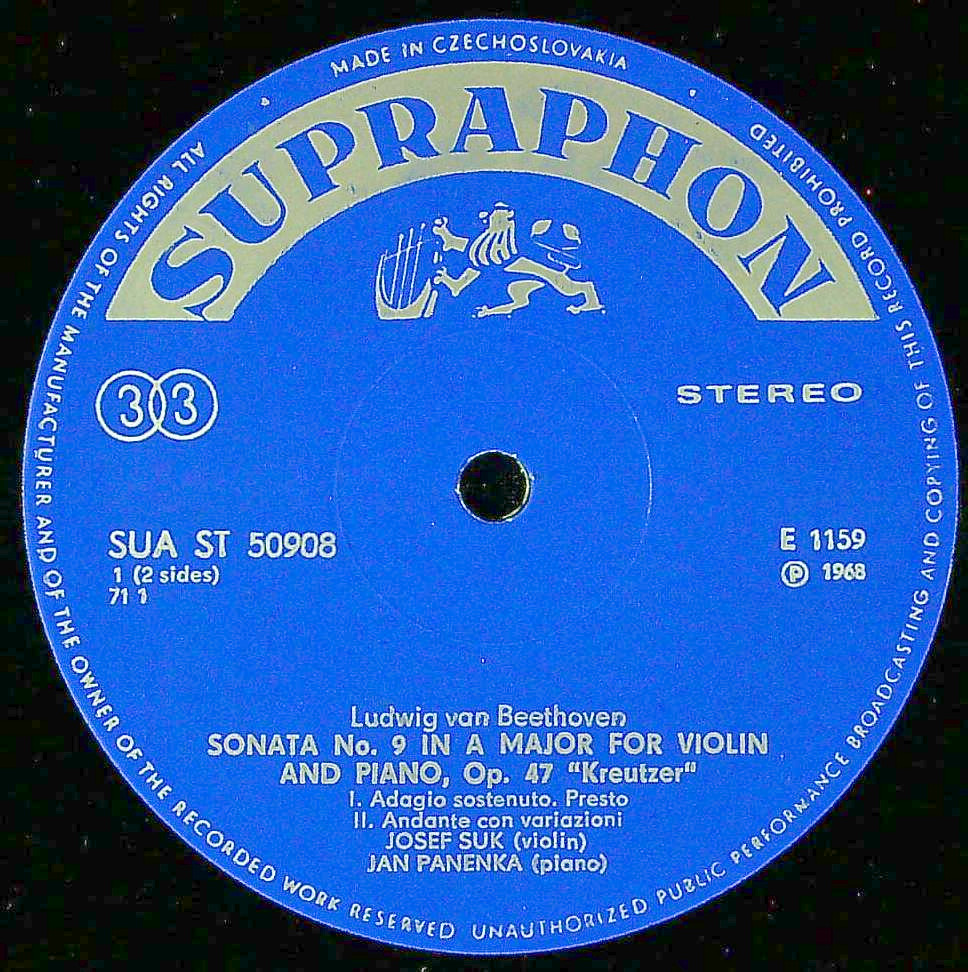 MADE IN CZECHOSLOVAKIA
SUPRAPHON
33
STEREO
SUA ST 50908
1 (2 sides)
71 1
E 1159
Ⓟ 1968
Ludwig van Beethoven
SONATA No. 9 IN A MAJOR FOR VIOLIN
AND PIANO, Op. 47 "Kreutzer"
I. Adagio sostenuto. Presto
II. Andante con variazioni
JOSEF SUK (violin)
JAN PANENKA (piano)
ALL RIGHTS OF THE MANUFACTURER AND OF THE OWNER OF THE RECORDED WORK RESERVED UNAUTHORIZED PUBLIC PERFORMANCE BROADCASTING AND COPYING OF THIS RECORD PROHIBITED